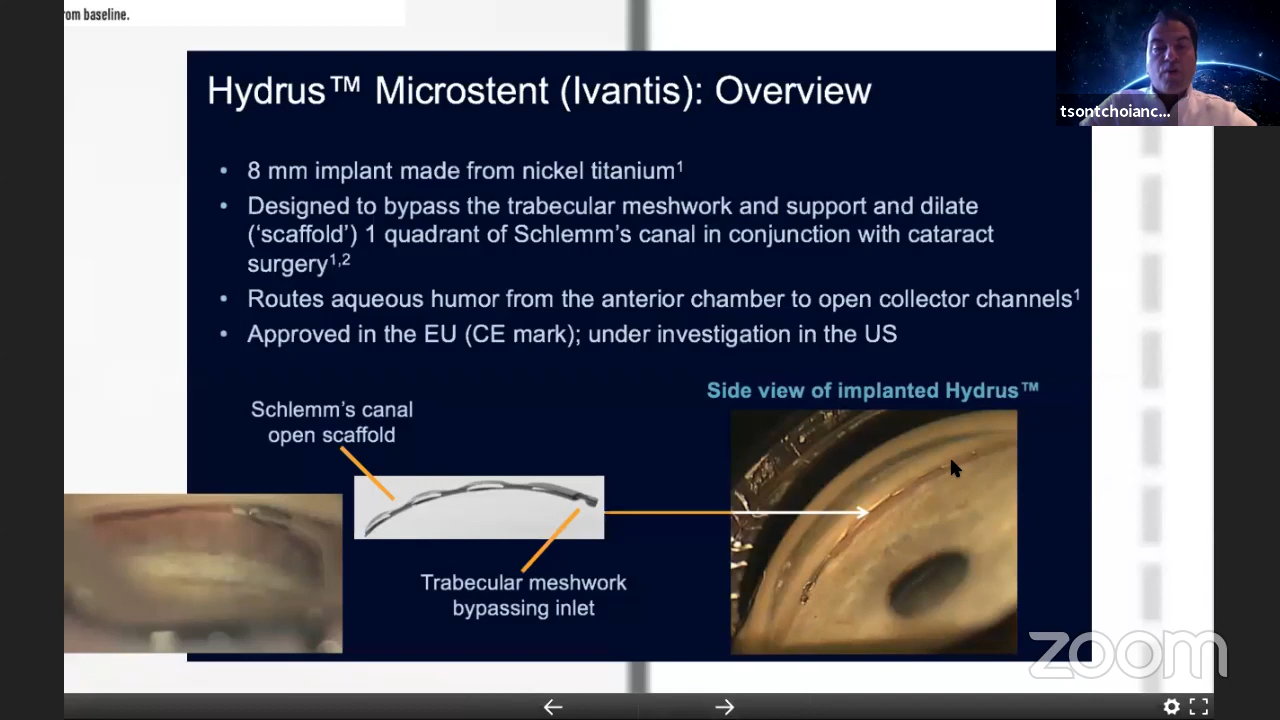 rom baseline.
Hydrus™ Microstent (Ivantis): Overview
tsontchoianc...
• 8 mm implant made from nickel titanium¹
• Designed to bypass the trabecular meshwork and support and dilate
(‘scaffold’) 1 quadrant of Schlemm’s canal in conjunction with cataract
surgery¹,²
• Routes aqueous humor from the anterior chamber to open collector channels¹
• Approved in the EU (CE mark); under investigation in the US
Side view of implanted Hydrus™
Schlemm’s canal
open scaffold
Trabecular meshwork
bypassing inlet
zoom